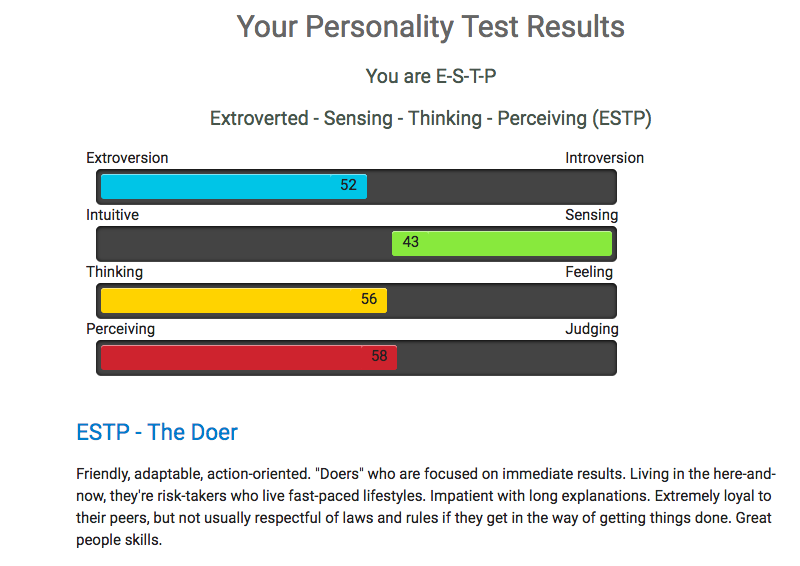 Your Personality Test Results
You are E-S-T-P
Extroverted - Sensing - Thinking - Perceiving (ESTP)
Extroversion Introversion
52
Intuitive Sensing
43
Thinking Feeling
56
Perceiving Judging
58
ESTP - The Doer
Friendly, adaptable, action-oriented. "Doers" who are focused on immediate results. Living in the here-and-
now, they're risk-takers who live fast-paced lifestyles. Impatient with long explanations. Extremely loyal to
their peers, but not usually respectful of laws and rules if they get in the way of getting things done. Great
people skills.